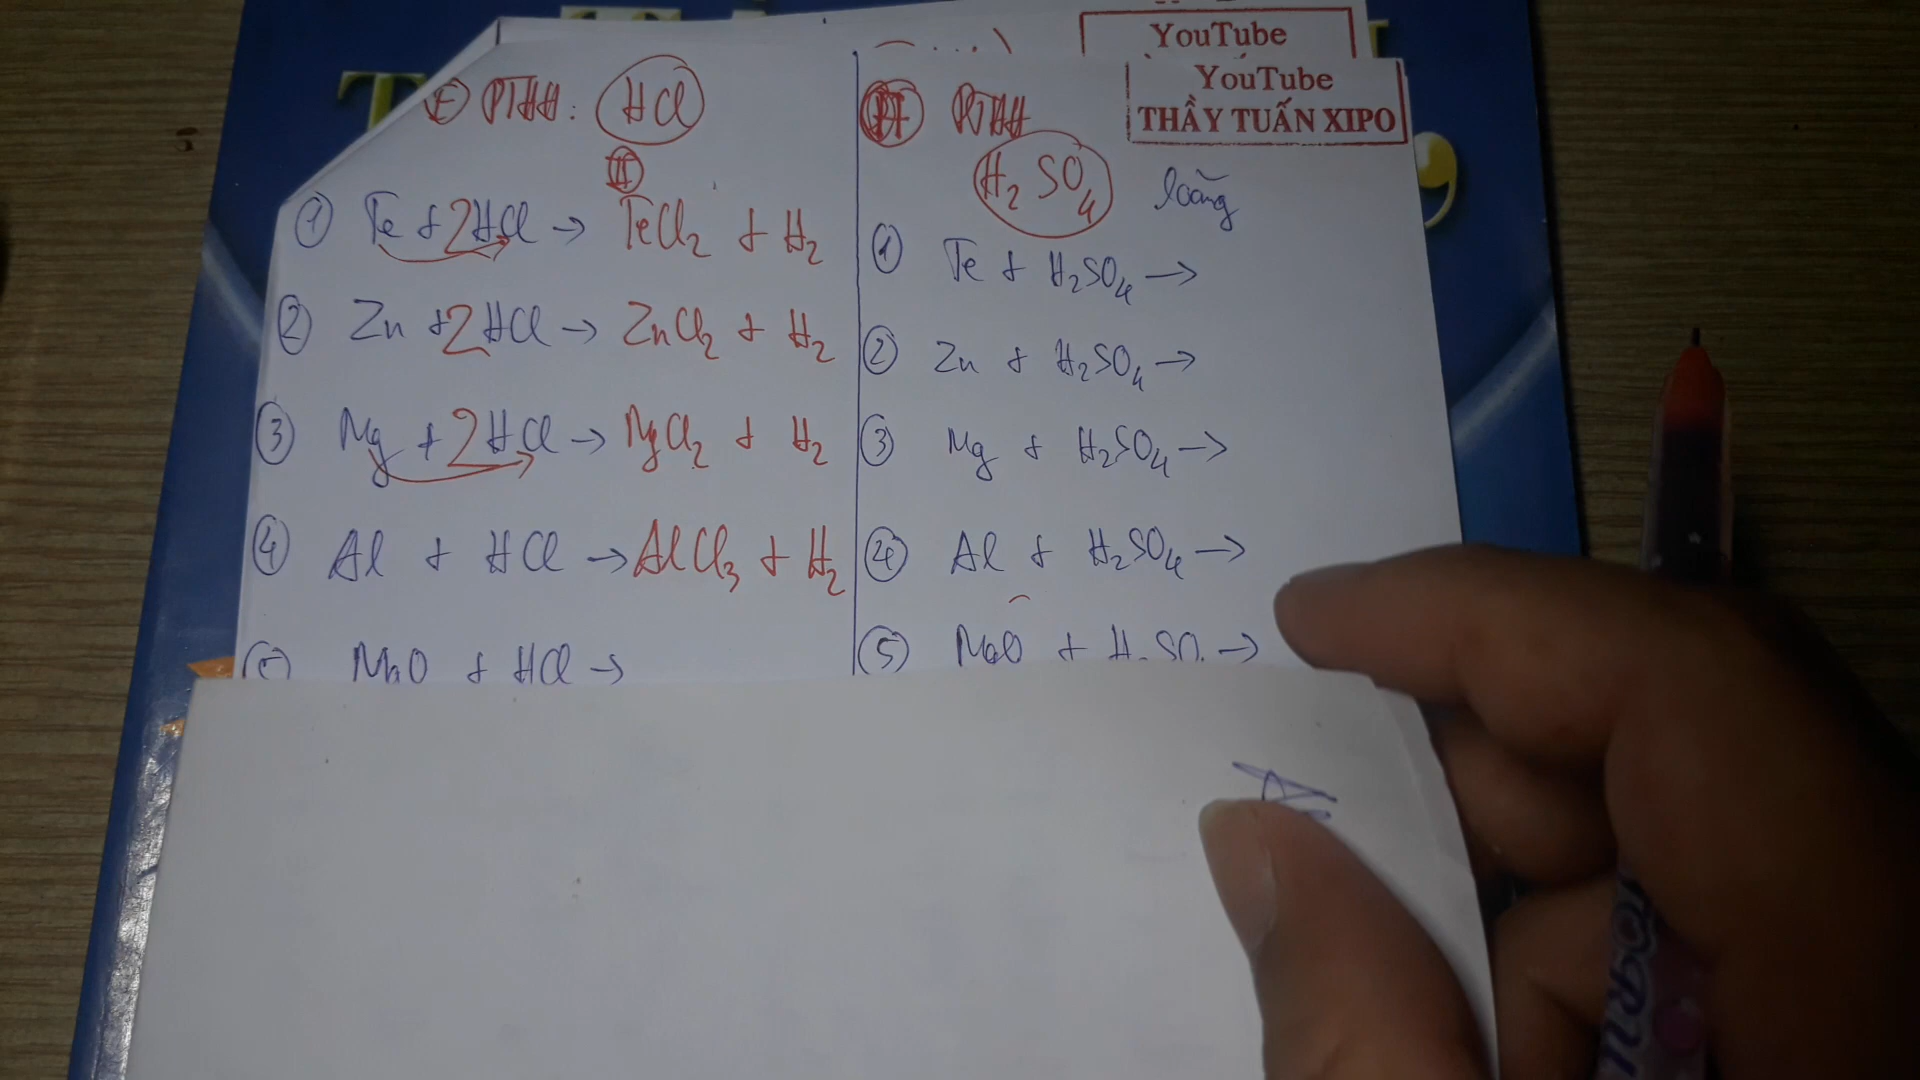 YouTube
YouTube
THẦY TUẤN XIPO
I PTHH: HCl
II
① Fe + 2HCl → FeCl₂ + H₂
② Zn + 2HCl → ZnCl₂ + H₂
③ Mg + 2HCl → MgCl₂ + H₂
④ Al + HCl → AlCl₃ + H₂
+ HCl →
II PTHH
H₂SO₄ loãng
① Fe + H₂SO₄ →
② Zn + H₂SO₄ →
③ Mg + H₂SO₄ →
④ Al + H₂SO₄ →
⑤ MgO + H₂SO₄ →